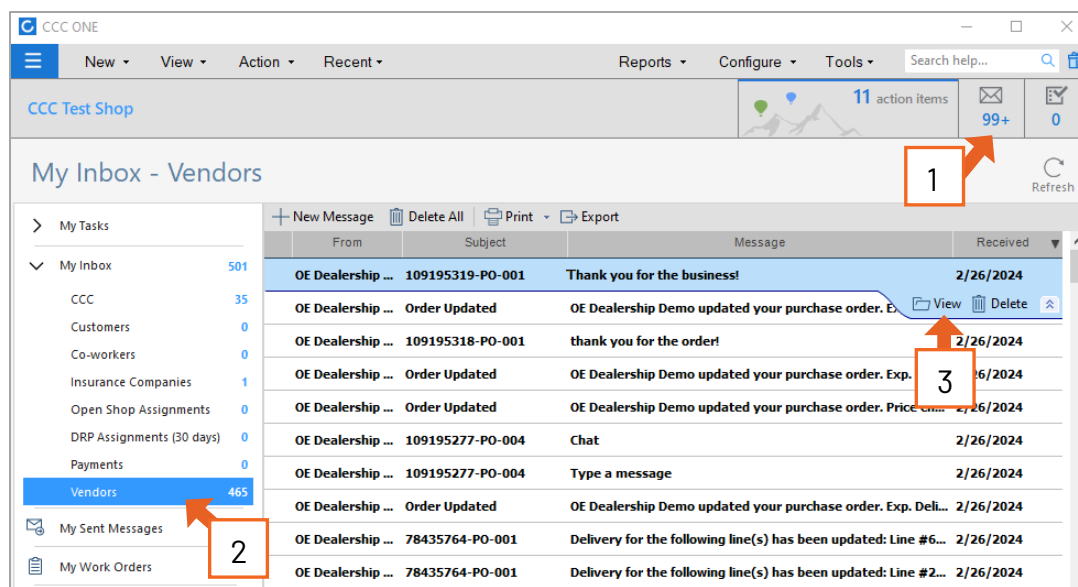 CCC ONE
New View Action Recent Reports Configure Tools Search help...
CCC Test Shop
11 action items
99+
0
1
My Inbox - Vendors
Refresh
My Tasks
My Inbox 501
CCC 35
Customers 0
Co-workers 0
Insurance Companies 1
Open Shop Assignments 0
DRP Assignments (30 days) 0
Payments 0
Vendors 465
My Sent Messages
My Work Orders
2
New Message Delete All Print Export
From Subject Message Received
OE Dealership ... 109195319-PO-001 Thank you for the business! 2/26/2024
View Delete
OE Dealership ... Order Updated OE Dealership Demo updated your purchase order.
OE Dealership ... 109195318-PO-001 thank you for the order! 2/26/2024
OE Dealership ... Order Updated OE Dealership Demo updated your purchase order. Exp.
3
OE Dealership ... Order Updated OE Dealership Demo updated your purchase order. Price 2/26/2024
OE Dealership ... 109195277-PO-004 Chat 2/26/2024
OE Dealership ... 109195277-PO-004 Type a message 2/26/2024
OE Dealership ... Order Updated OE Dealership Demo updated your purchase order. Exp. Deli... 2/26/2024
OE Dealership ... 78435764-PO-001 Delivery for the following line(s) has been updated: Line #6... 2/26/2024
OE Dealership ... 78435764-PO-001 Delivery for the following line(s) has been updated: Line #2... 2/26/2024